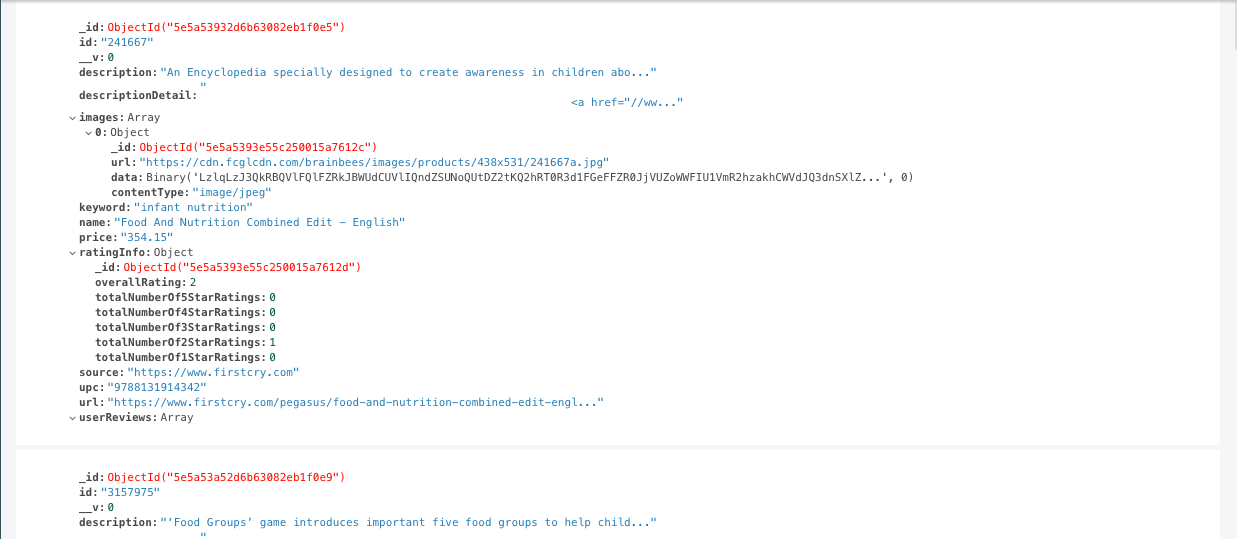 _id: ObjectId("5e5a53932d6b63082eb1f0e5")
id: "241667"
__v: 0
description: "An Encyclopedia specially designed to create awareness in children abo..."
"
descriptionDetail:
<a href="//ww..."
images: Array
0: Object
_id: ObjectId("5e5a5393e55c250015a7612c")
url: "https://cdn.fcglcdn.com/brainbees/images/products/438x531/241667a.jpg"
data: Binary('LzlqLzJ3QkRBQVlFQlFZRkJBWUdCUVlIQndZSUNoQUtDZ2tKQ2hRT0R3d1FGeFFZR0JjVUZoWWFIU1VmR2hzakhCWVdJQ3dnSXlZ...', 0)
contentType: "image/jpeg"
keyword: "infant nutrition"
name: "Food And Nutrition Combined Edit - English"
price: "354.15"
ratingInfo: Object
_id: ObjectId("5e5a5393e55c250015a7612d")
overallRating: 2
totalNumberOf5StarRatings: 0
totalNumberOf4StarRatings: 0
totalNumberOf3StarRatings: 0
totalNumberOf2StarRatings: 1
totalNumberOf1StarRatings: 0
source: "https://www.firstcry.com"
upc: "9788131914342"
url: "https://www.firstcry.com/pegasus/food-and-nutrition-combined-edit-engl..."
userReviews: Array
_id: ObjectId("5e5a53a52d6b63082eb1f0e9")
id: "3157975"
__v: 0
description: "‘Food Groups’ game introduces important five food groups to help child..."
"